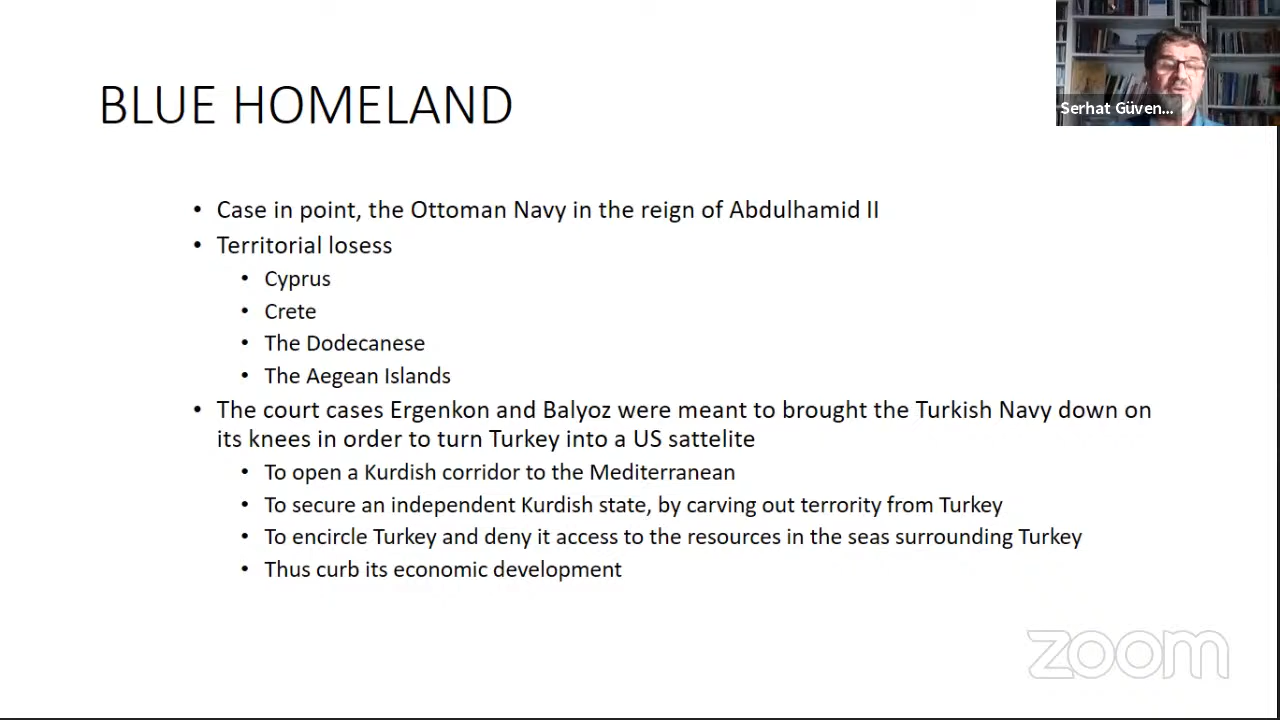 BLUE HOMELAND
Serhat Güven...
• Case in point, the Ottoman Navy in the reign of Abdulhamid II
• Territorial losess
• Cyprus
• Crete
• The Dodecanese
• The Aegean Islands
• The court cases Ergenkon and Balyoz were meant to brought the Turkish Navy down on
its knees in order to turn Turkey into a US sattelite
• To open a Kurdish corridor to the Mediterranean
• To secure an independent Kurdish state, by carving out terrority from Turkey
• To encircle Turkey and deny it access to the resources in the seas surrounding Turkey
• Thus curb its economic development
zoom